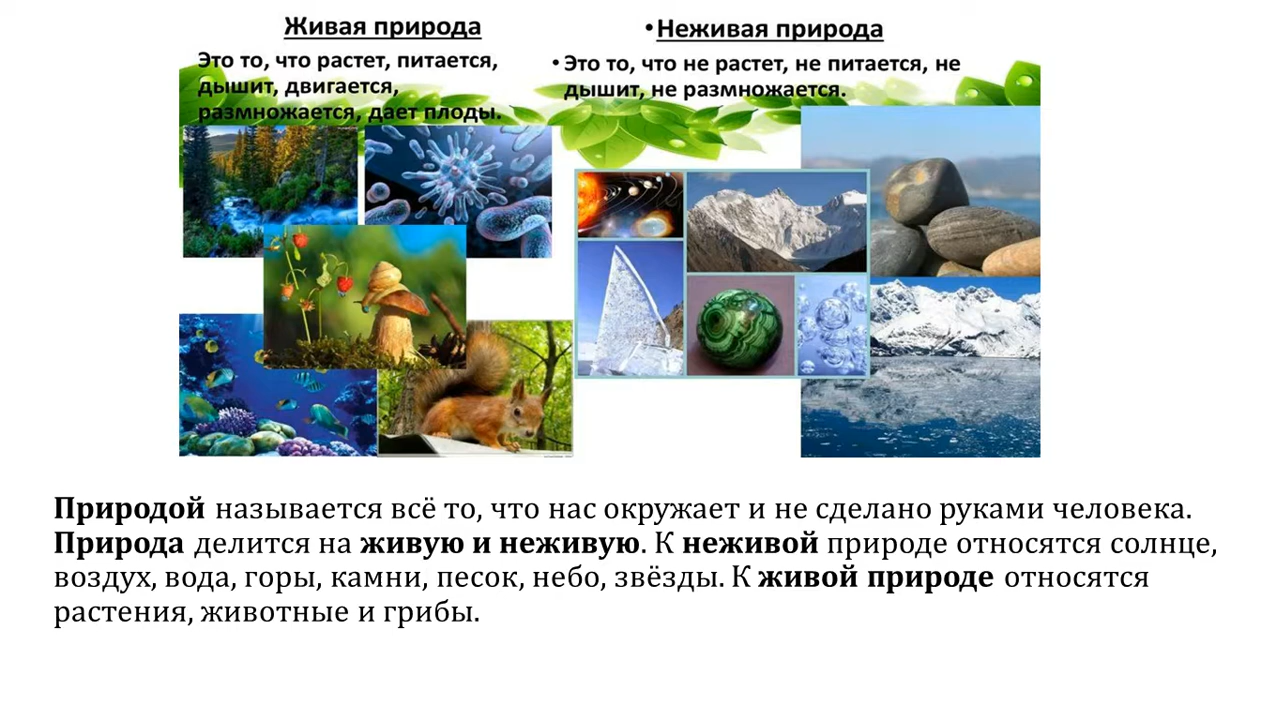 Живая природа
Это то, что растет, питается,
дышит, двигается,
размножается, дает плоды.
•Неживая природа
• Это то, что не растет, не питается, не
дышит, не размножается.
Природой называется всё то, что нас окружает и не сделано руками человека.
Природа делится на живую и неживую. К неживой природе относятся солнце,
воздух, вода, горы, камни, песок, небо, звёзды. К живой природе относятся
растения, животные и грибы.